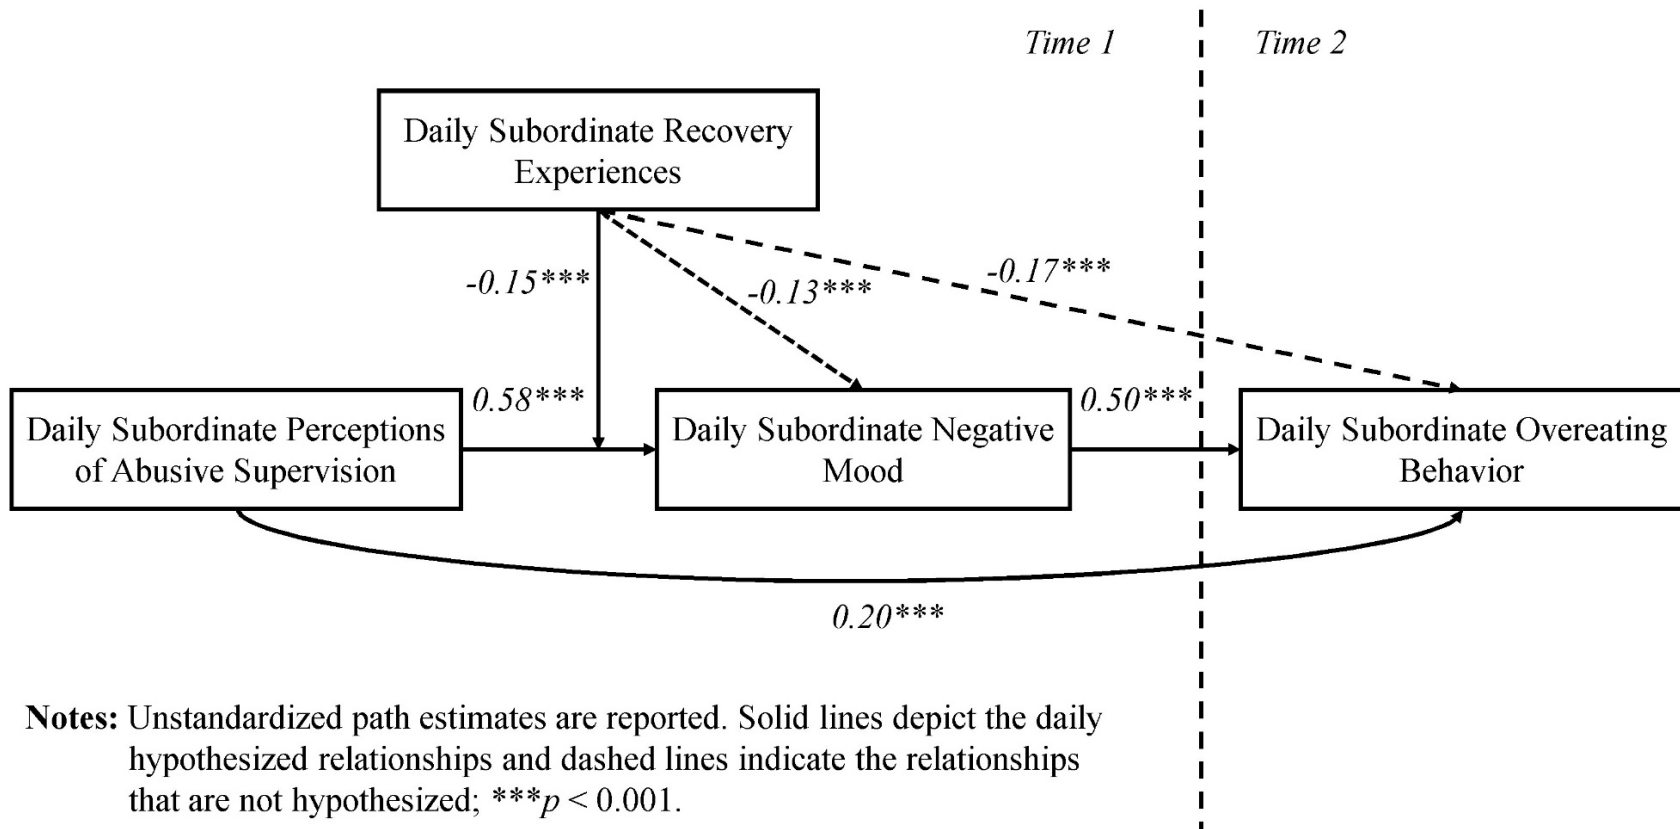 Time 1
Time 2
Daily Subordinate Recovery
Experiences
-0.15***
-0.13***
-0.17***
0.58***
0.50***
Daily Subordinate Perceptions
of Abusive Supervision
Daily Subordinate Negative
Mood
Daily Subordinate Overeating
Behavior
0.20***
Notes: Unstandardized path estimates are reported. Solid lines depict the daily
hypothesized relationships and dashed lines indicate the relationships
that are not hypothesized; ***p < 0.001.